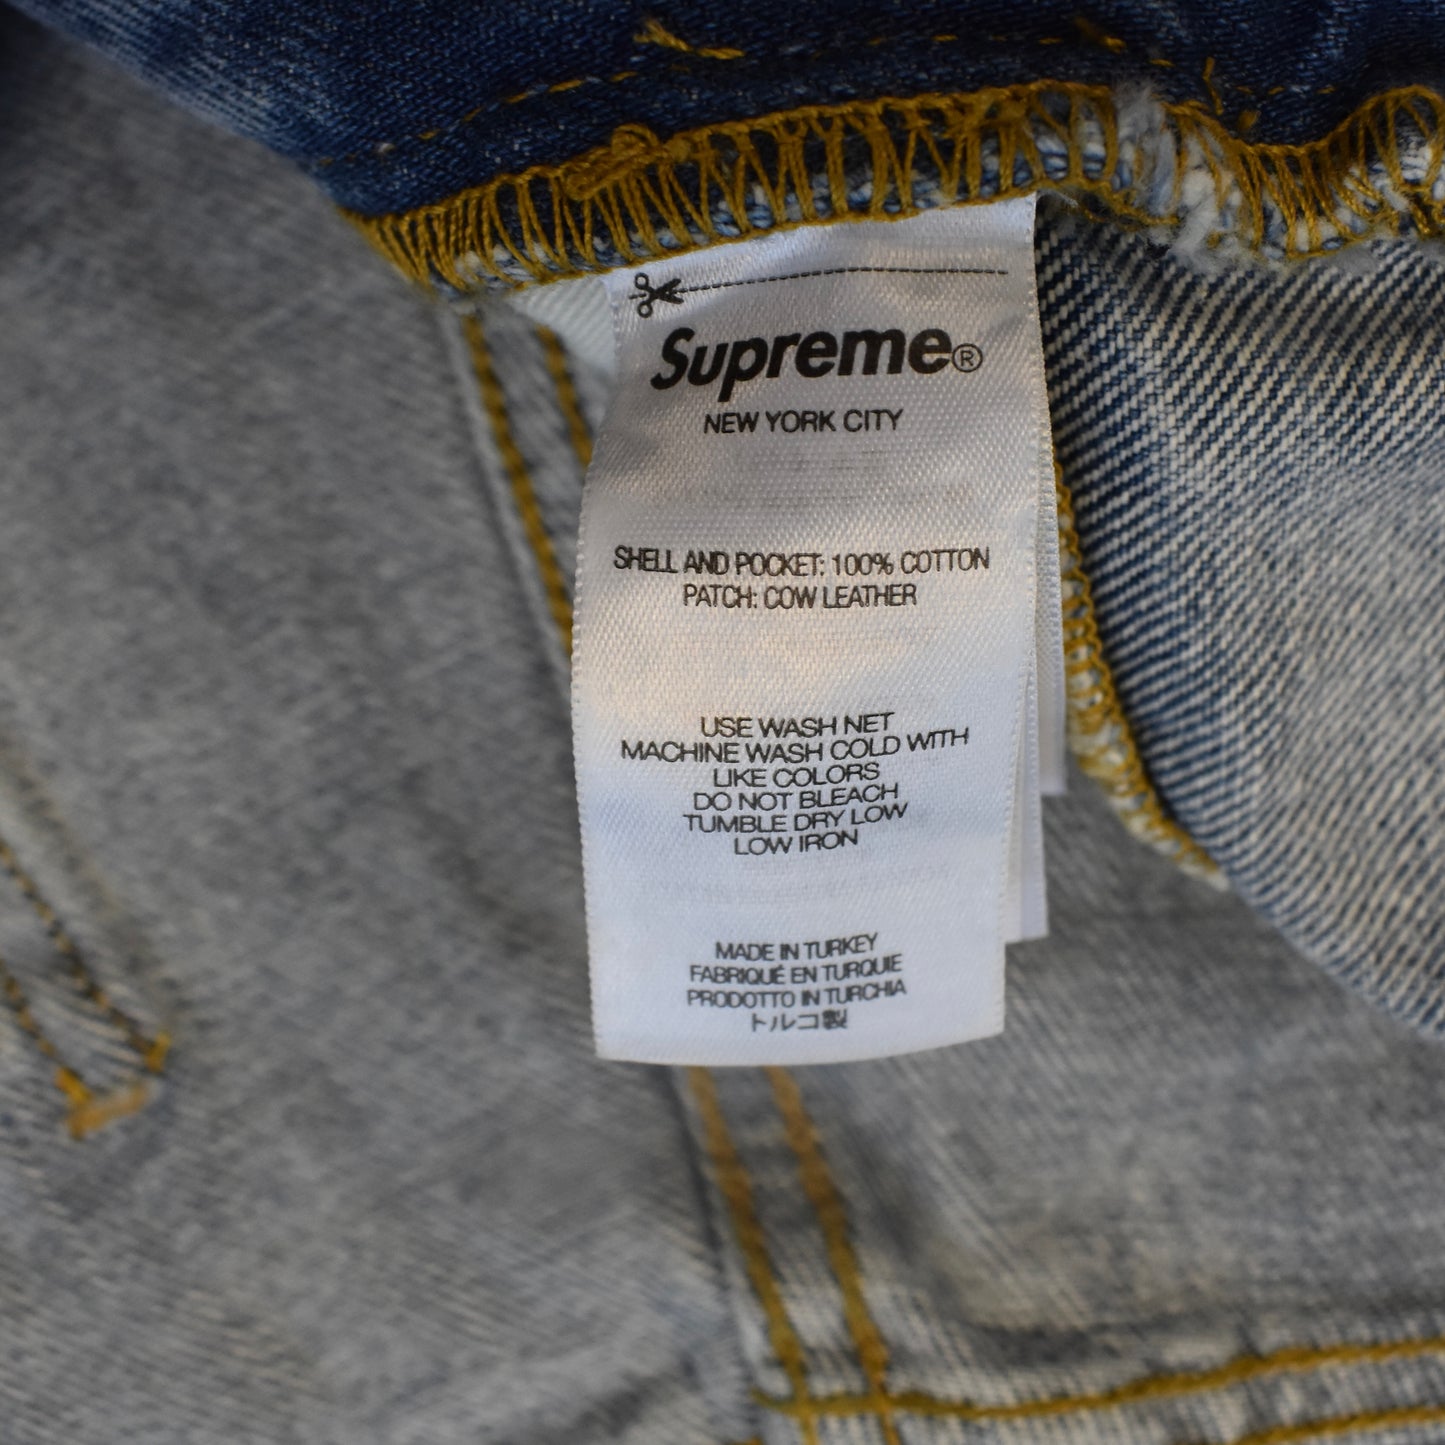 Supreme®
NEW YORK CITY
SHELL AND POCKET: 100% COTTON
PATCH: COW LEATHER
USE WASH NET
MACHINE WASH COLD WITH
LIKE COLORS
DO NOT BLEACH
TUMBLE DRY LOW
LOW IRON
MADE IN TURKEY
FABRIQUÉ EN TURQUIE
PRODOTTO IN TURCHIA
トルコ製